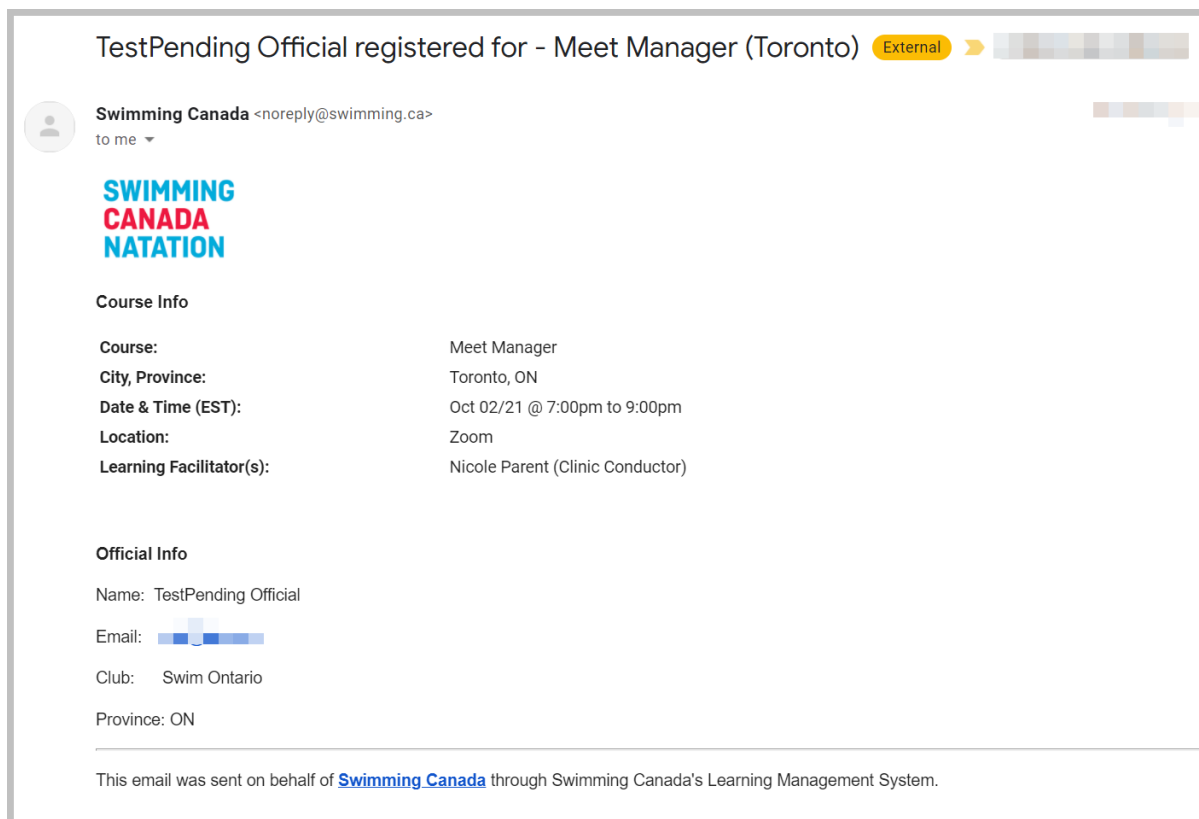 TestPending Official registered for - Meet Manager (Toronto) External
Swimming Canada <noreply@swimming.ca>
to me
SWIMMING
CANADA
NATATION
Course Info
Course: Meet Manager
City, Province: Toronto, ON
Date & Time (EST): Oct 02/21 @ 7:00pm to 9:00pm
Location: Zoom
Learning Facilitator(s): Nicole Parent (Clinic Conductor)
Official Info
Name: TestPending Official
Email:
Club: Swim Ontario
Province: ON
This email was sent on behalf of Swimming Canada through Swimming Canada's Learning Management System.